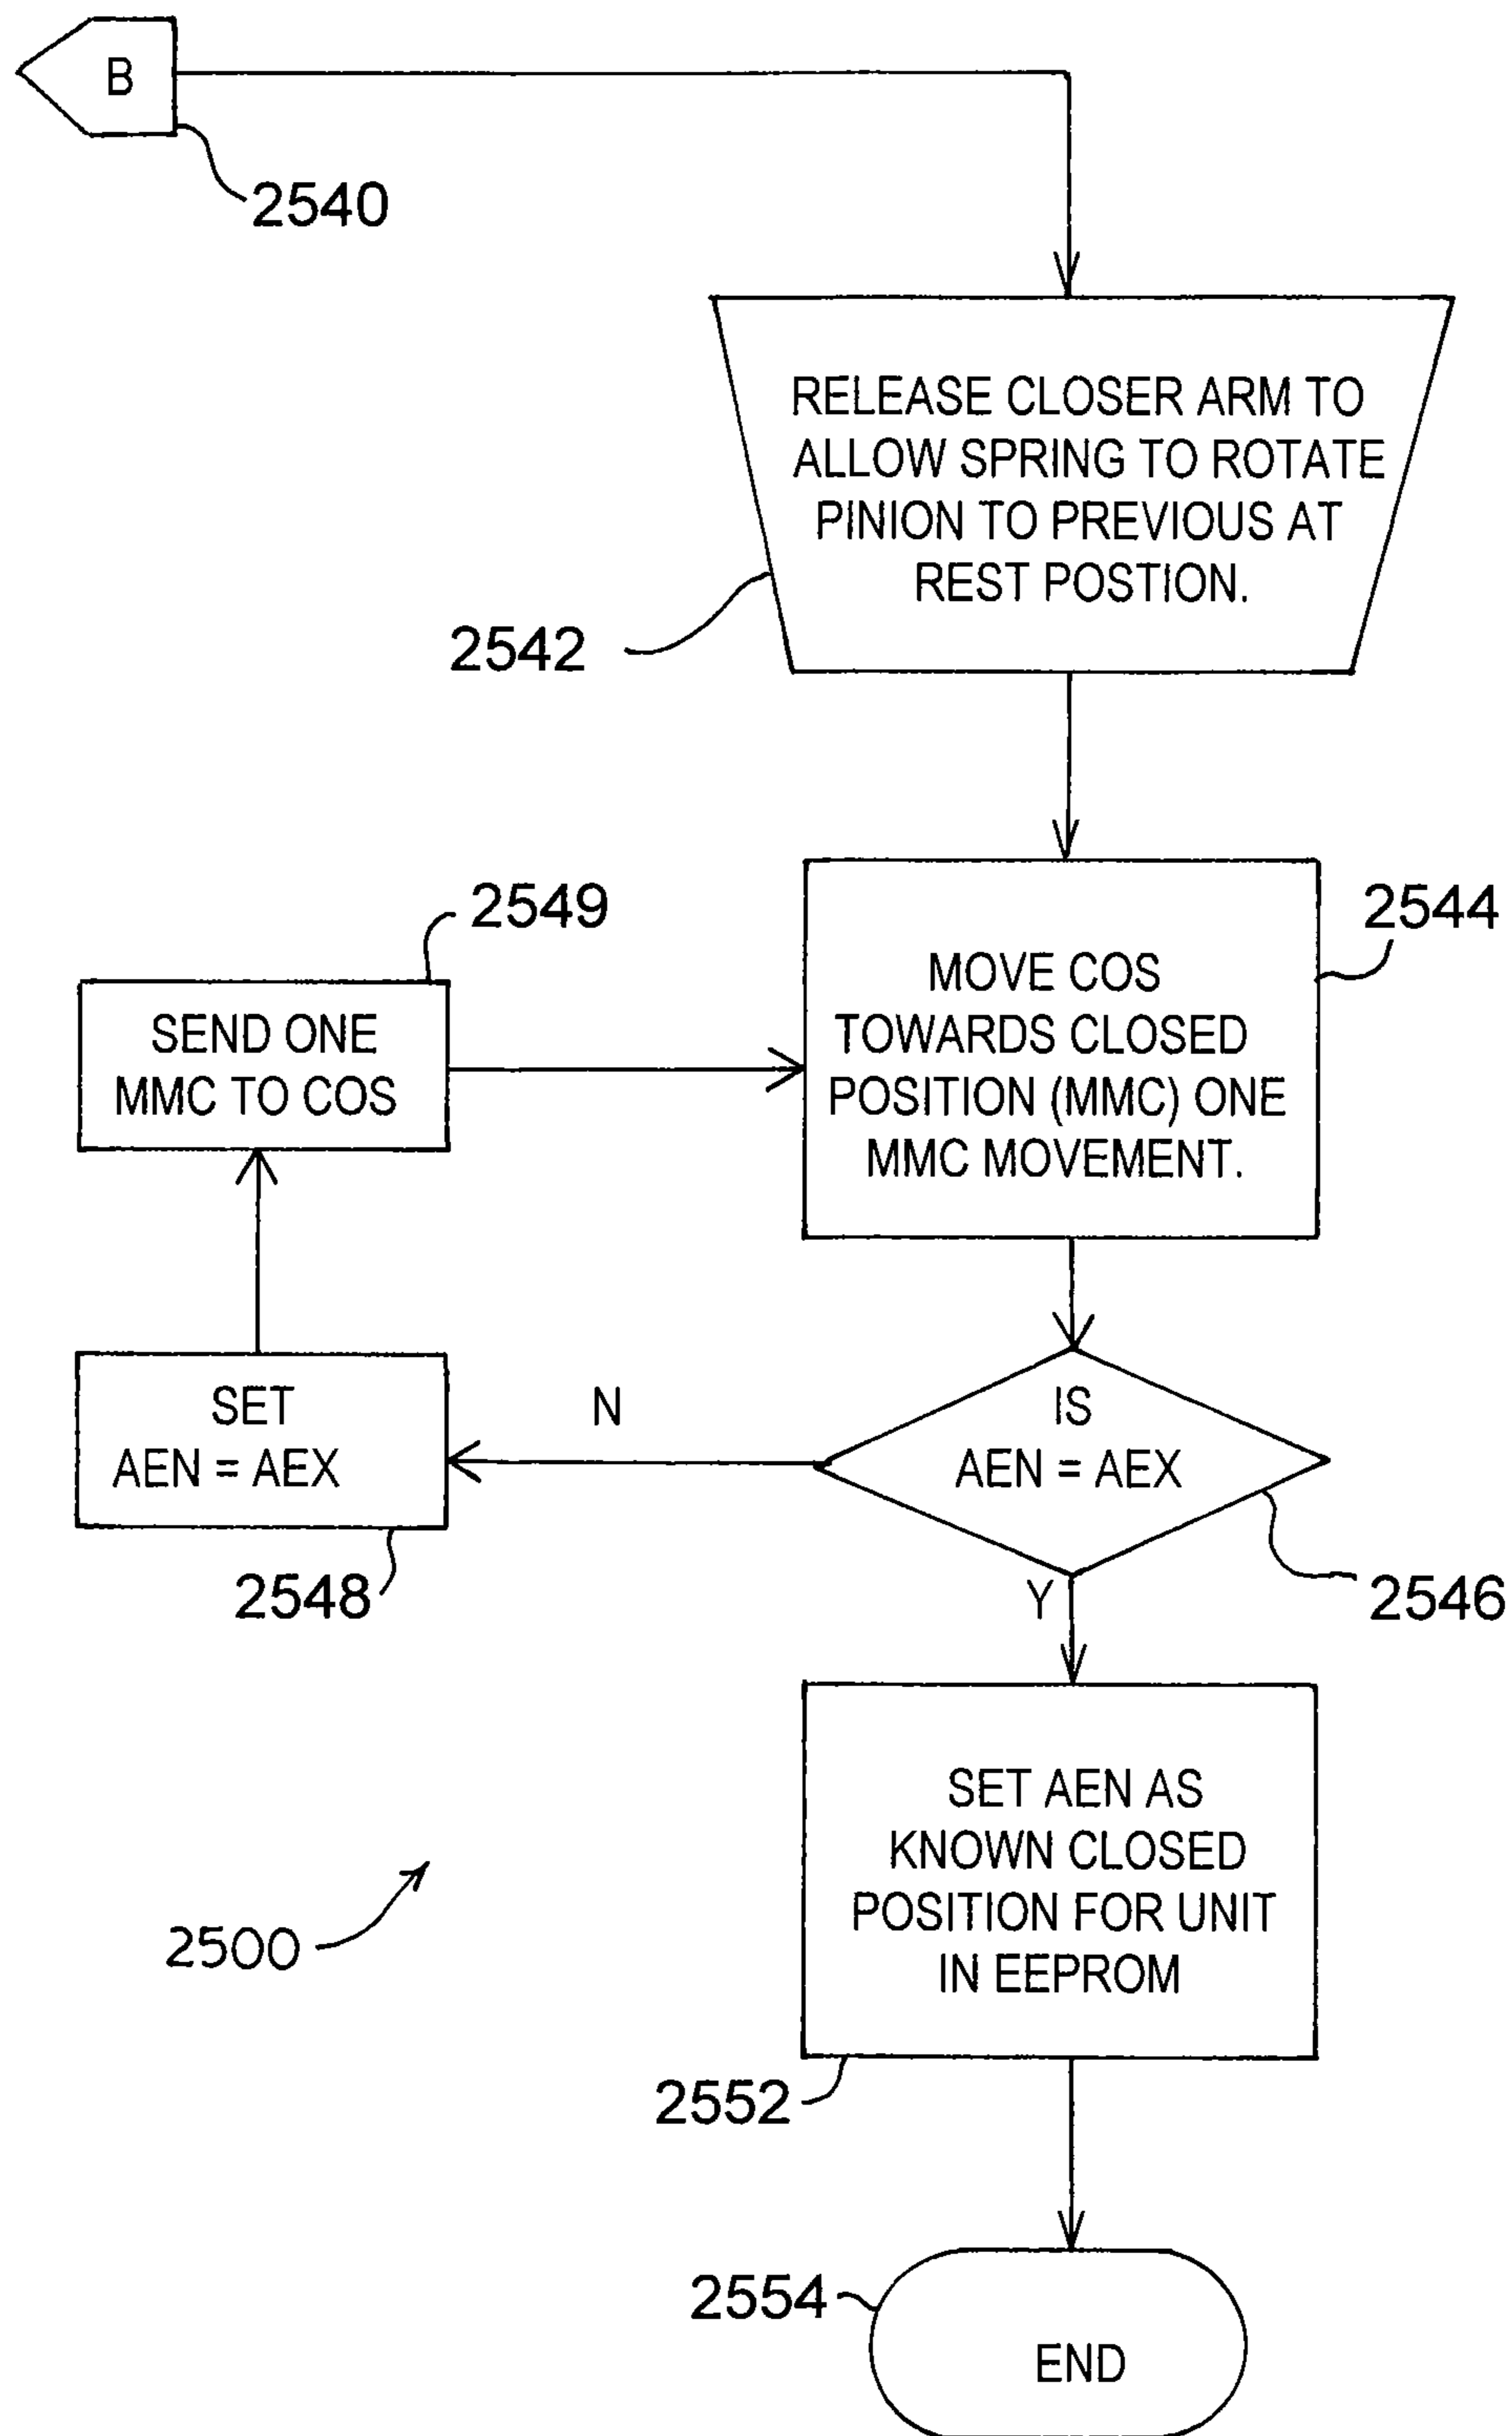 B
2540
RELEASE CLOSER ARM TO
ALLOW SPRING TO ROTATE
PINION TO PREVIOUS AT
REST POSTION.
2542
2549
2544
SEND ONE
MMC TO COS
MOVE COS
TOWARDS CLOSED
POSITION (MMC) ONE
MMC MOVEMENT.
SET
AEN = AEX
N
IS
AEN = AEX
2548
Y
2546
SET AEN AS
KNOWN CLOSED
POSITION FOR UNIT
IN EEPROM
2500
2552
2554
END